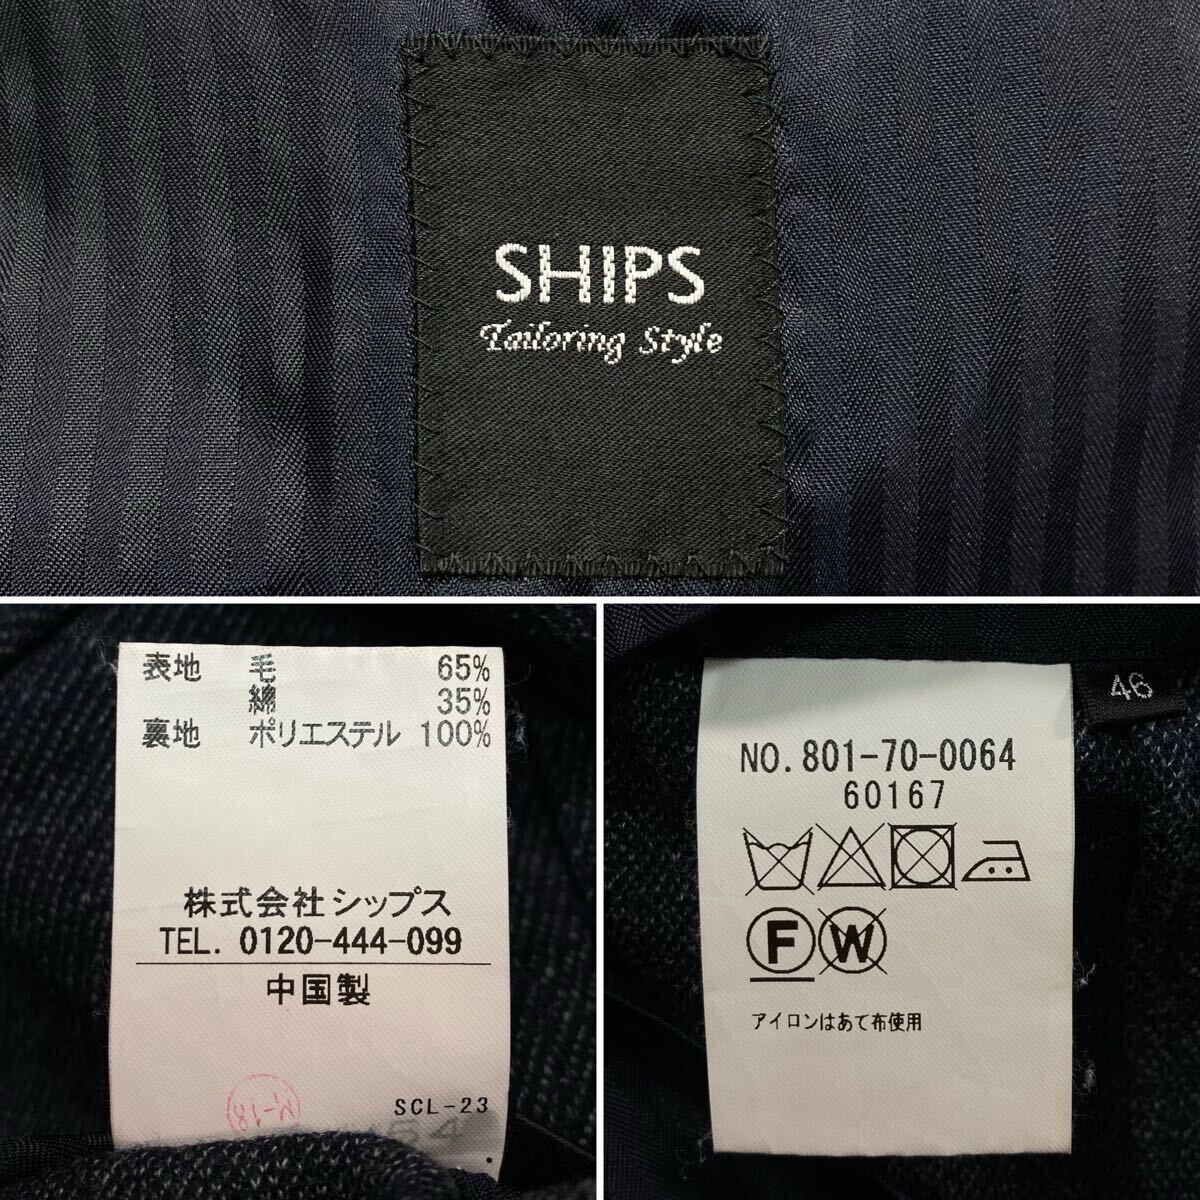 SHIPS
Tailoring Style
表地 毛 65%
綿 35%
裏地 ポリエステル 100%
株式会社シップス
TEL. 0120-444-099
中国製
M-18
SCL-23
46
NO.801-70-0064
60167
F W
アイロンはあて布使用